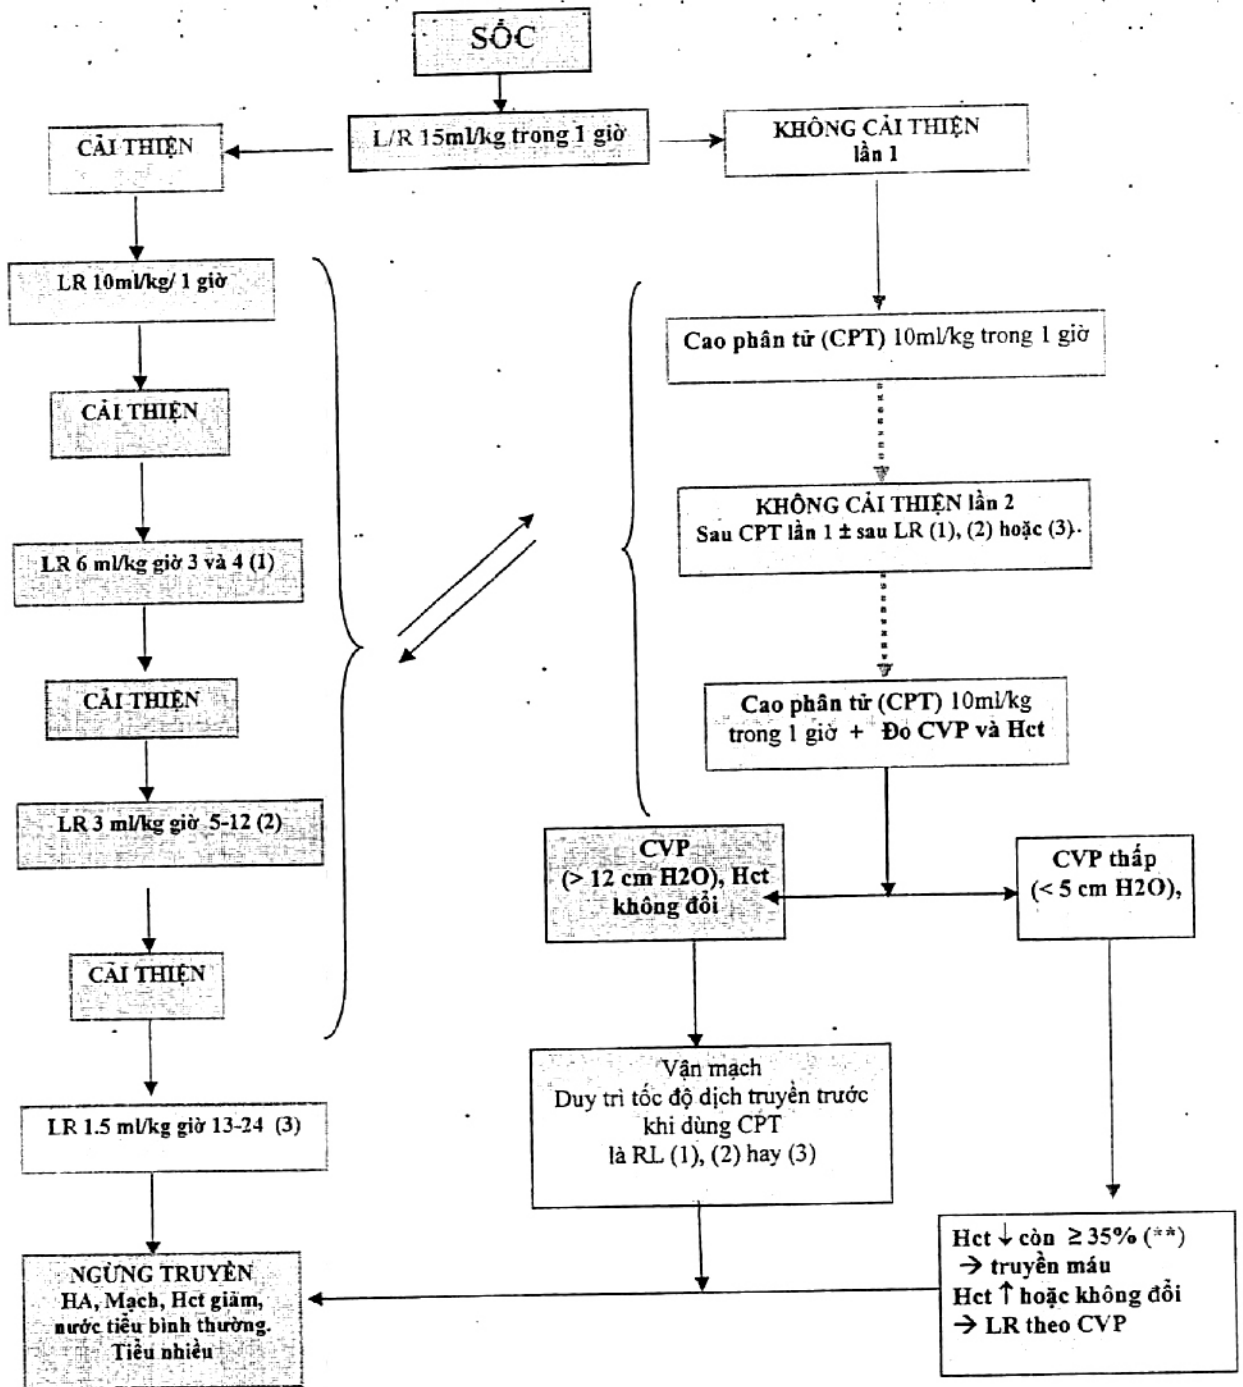 SỐC
L/R 15ml/kg trong 1 giờ
CẢI THIỆN
KHÔNG CẢI THIỆN
lần 1
LR 10ml/kg/ 1 giờ
CẢI THIỆN
LR 6 ml/kg giờ 3 và 4 (1)
CẢI THIỆN
LR 3 ml/kg giờ 5-12 (2)
CẢI THIỆN
LR 1.5 ml/kg giờ 13-24 (3)
NGỪNG TRUYỀN
HA, Mạch, Hct giảm,
nước tiểu bình thường.
Tiểu nhiều
Cao phân tử (CPT) 10ml/kg trong 1 giờ
KHÔNG CẢI THIỆN lần 2
Sau CPT lần 1 ± sau LR (1), (2) hoặc (3).
Cao phân tử (CPT) 10ml/kg
trong 1 giờ + Đo CVP và Hct
CVP
(> 12 cm H2O), Hct
không đổi
CVP thấp
(< 5 cm H2O),
Vận mạch
Duy trì tốc độ dịch truyền trước
khi dùng CPT
là RL (1), (2) hay (3)
Hct ↓ còn ≥ 35% (**)
→ truyền máu
Hct ↑ hoặc không đổi
→ LR theo CVP